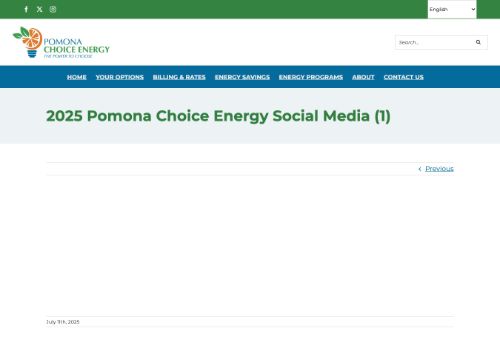 English
POMONA
CHOICE ENERGY
THE POWER TO CHOOSE
Search...
HOME YOUR OPTIONS BILLING & RATES ENERGY SAVINGS ENERGY PROGRAMS ABOUT CONTACT US
2025 Pomona Choice Energy Social Media (1)
Previous
July 11th, 2025